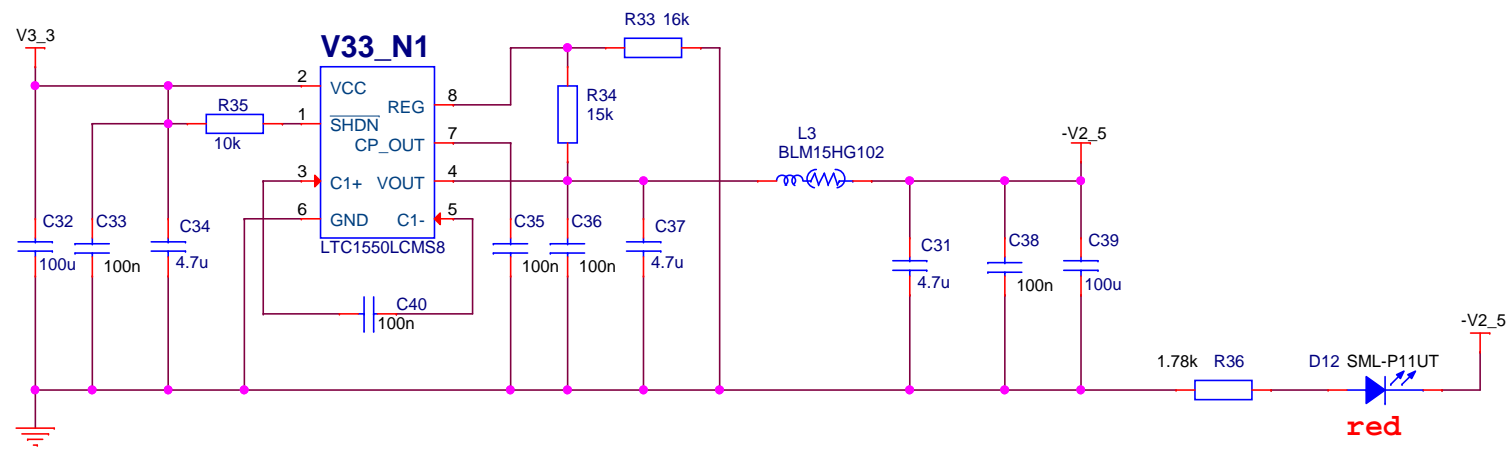 R33 16k
V3_3
V33_N1
2
VCC
REG
8
R34
15k
R35
10k
1
SHDN
CP_OUT
7
L3
BLM15HG102
-V2_5
3
C1+
VOUT
4
6
GND
C1-
5
LTC1550LCMS8
C32
100u
C33
100n
C34
4.7u
C35
100n
C36
100n
C37
4.7u
C31
4.7u
C38
100n
C39
100u
C40
100n
-V2_5
1.78k
R36
D12
SML-P11UT
red